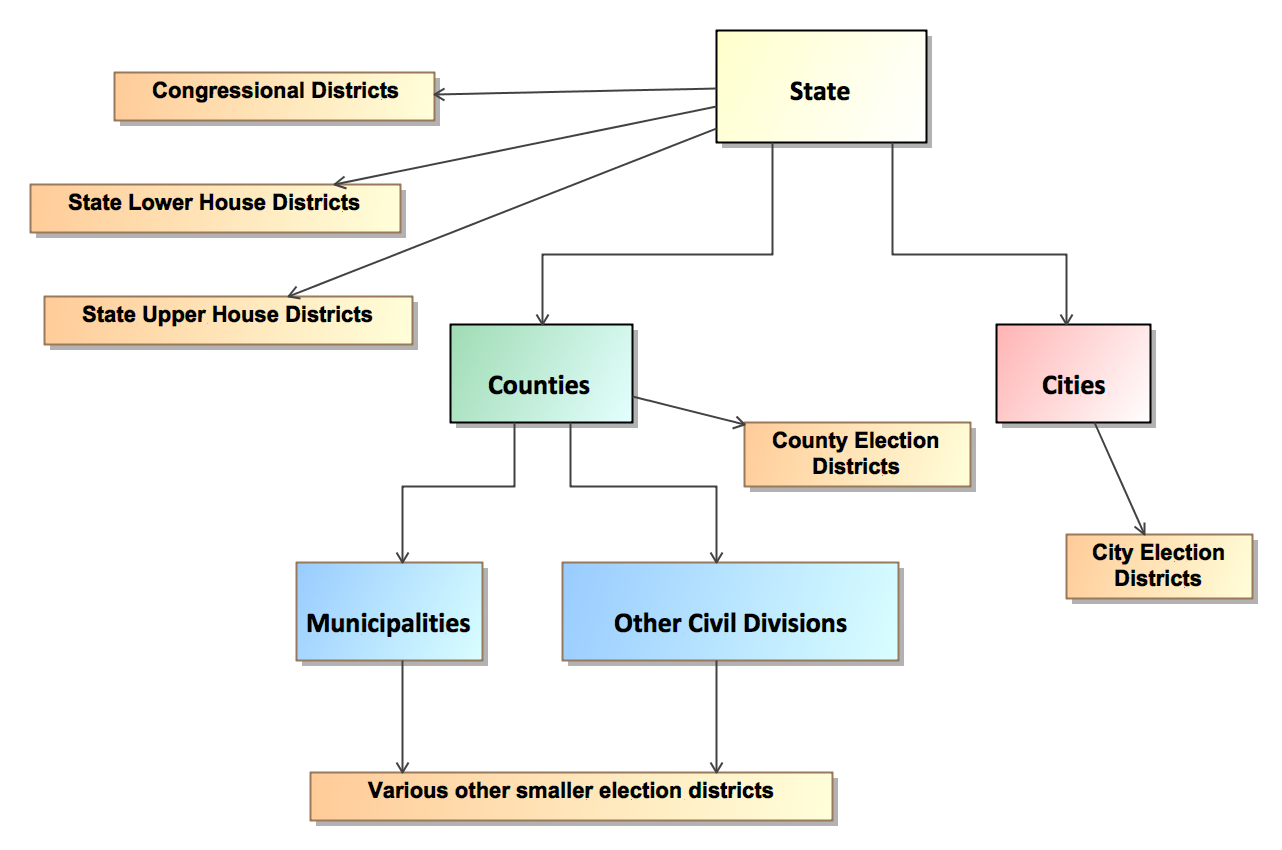 State
Congressional Districts
State Lower House Districts
State Upper House Districts
Counties
Cities
County Election
Districts
City Election
Districts
Municipalities
Other Civil Divisions
Various other smaller election districts